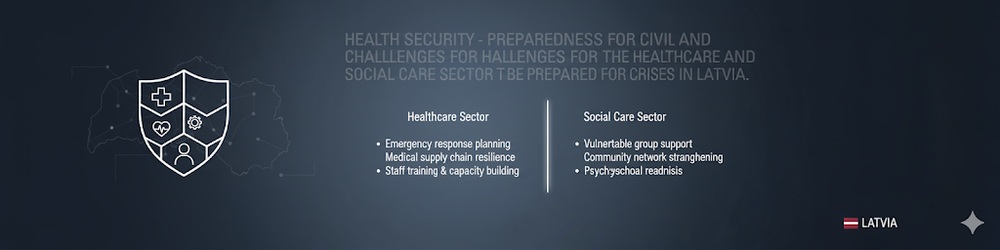 HEALTH SECURITY - PREPAREDNESS FOR CIVIL AND
CHALLLENGES FOR HALLENGES FOR THE HEALTHCARE AND
SOCIAL CARE SECTOR T BE PREPARED FOR CRISES IN LATVIA.
Healthcare Sector
• Emergency response planning
Medical supply chain resilience
• Staff training & capacity building
Social Care Sector
• Vulnertable group support
Community network stranghening
• Psychyschoal readnisis
LATVIA